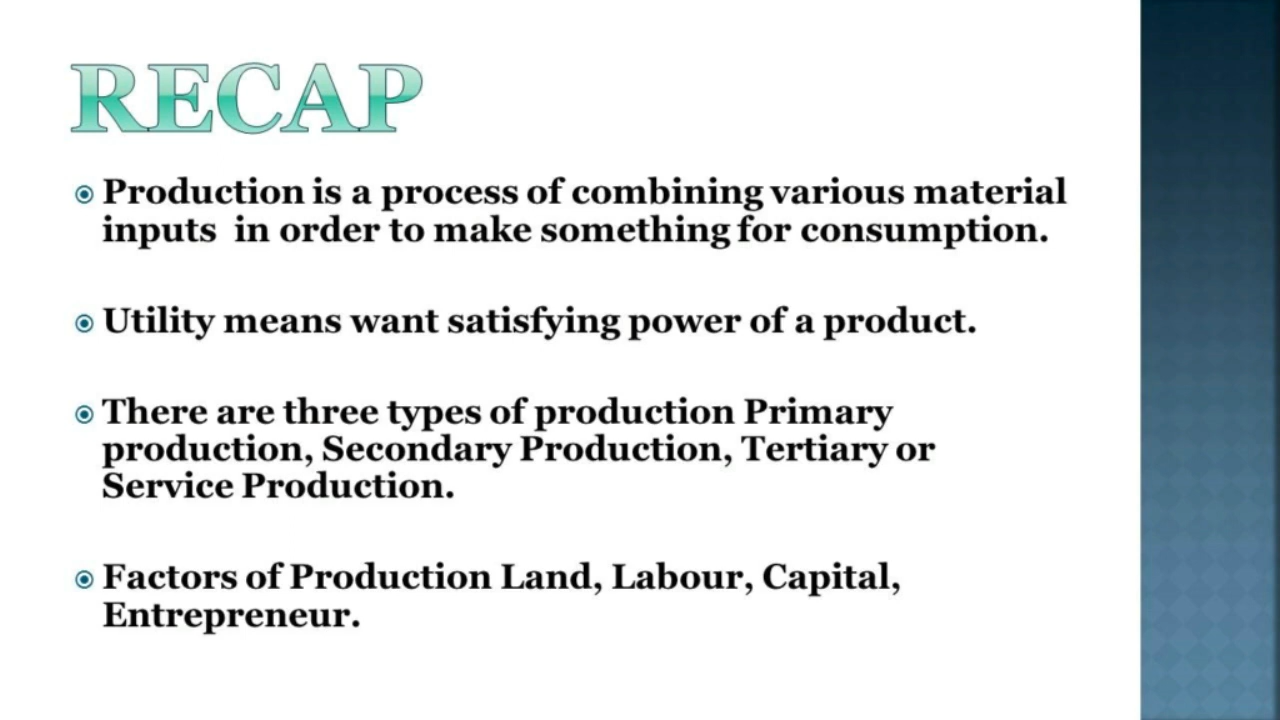 RECAP
Production is a process of combining various material
inputs  in order to make something for consumption.
Utility means want satisfying power of a product.
There are three types of production Primary
production, Secondary Production, Tertiary or
Service Production.
Factors of Production Land, Labour, Capital,
Entrepreneur.